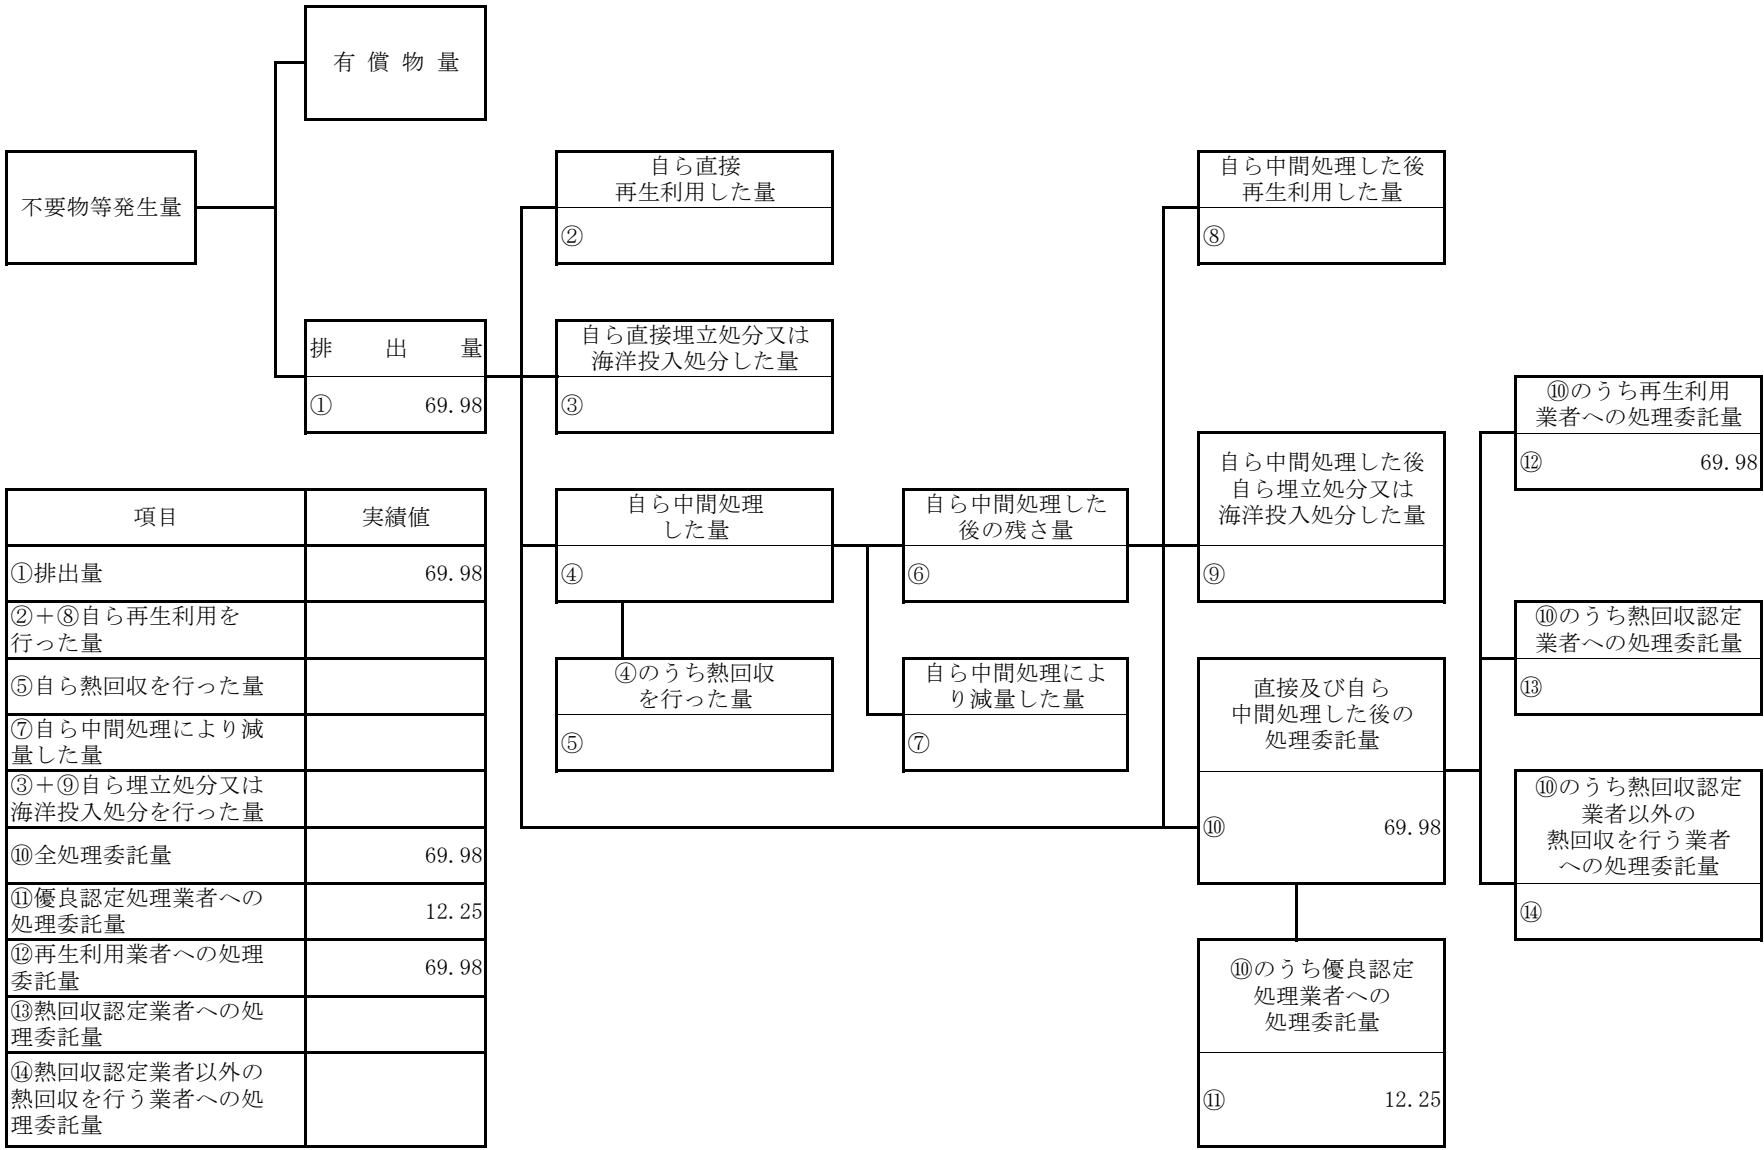 有償物量
不要物等発生量
自ら直接
再生利用した量
②
自ら中間処理した後
再生利用した量
⑧
排出量
① 69.98
自ら直接埋立処分又は
海洋投入処分した量
③
⑩のうち再生利用
業者への処理委託量
⑫ 69.98
自ら中間処理
した量
④
自ら中間処理した
後の残さ量
⑥
自ら中間処理した後
自ら埋立処分又は
海洋投入処分した量
⑨
⑩のうち熱回収認定
業者への処理委託量
⑬
④のうち熱回収
を行った量
⑤
自ら中間処理によ
り減量した量
⑦
直接及び自ら
中間処理した後の
処理委託量
⑩ 69.98
⑩のうち熱回収認定
業者以外の
熱回収を行う業者
への処理委託量
⑭
⑩のうち優良認定
処理業者への
処理委託量
⑪ 12.25
項目 実績値
①排出量 69.98
②+⑧自ら再生利用を
行った量
⑤自ら熱回収を行った量
⑦自ら中間処理により減
量した量
③+⑨自ら埋立処分又は
海洋投入処分を行った量
⑩全処理委託量 69.98
⑪優良認定処理業者への
処理委託量 12.25
⑫再生利用業者への処理
委託量 69.98
⑬熱回収認定業者への処
理委託量
⑭熱回収認定業者以外の
熱回収を行う業者への処
理委託量